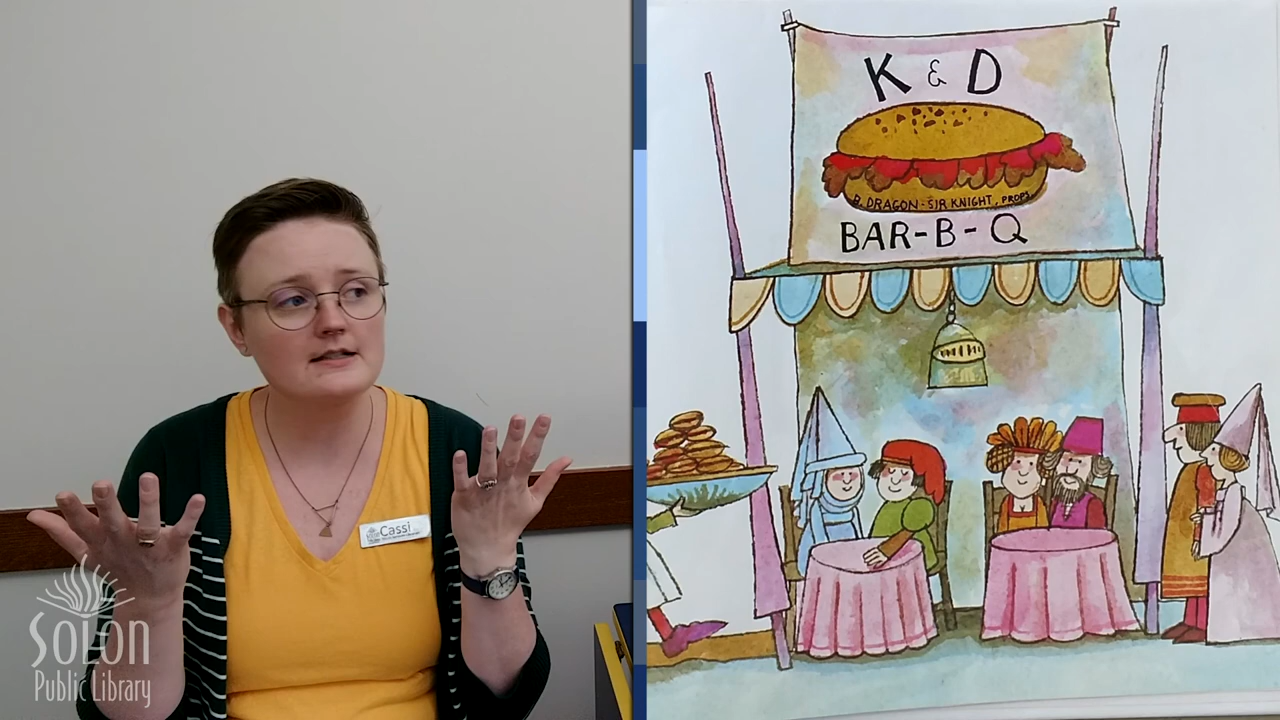 Cassi
SOLON
Public Library
K & D
B. DRAGON - SIR KNIGHT, PROPS.
BAR-B-Q